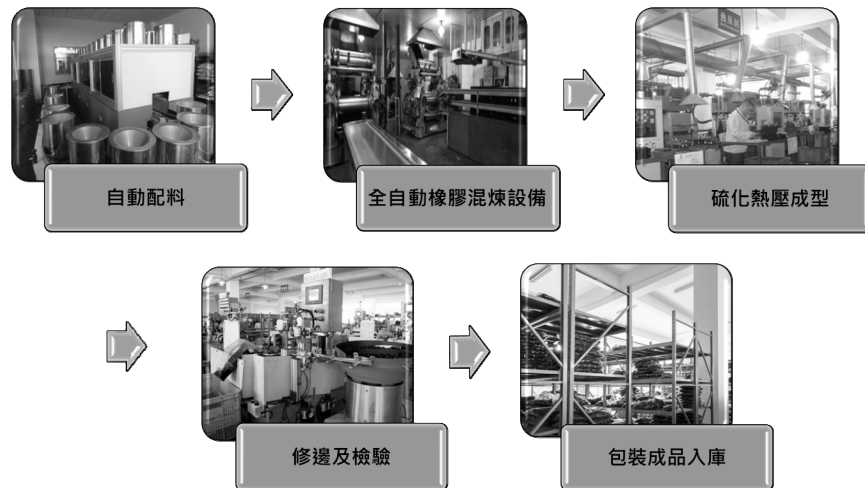 自動配料
全自動橡膠混煉設備
硫化熱壓成型
修邊及檢驗
包裝成品入庫